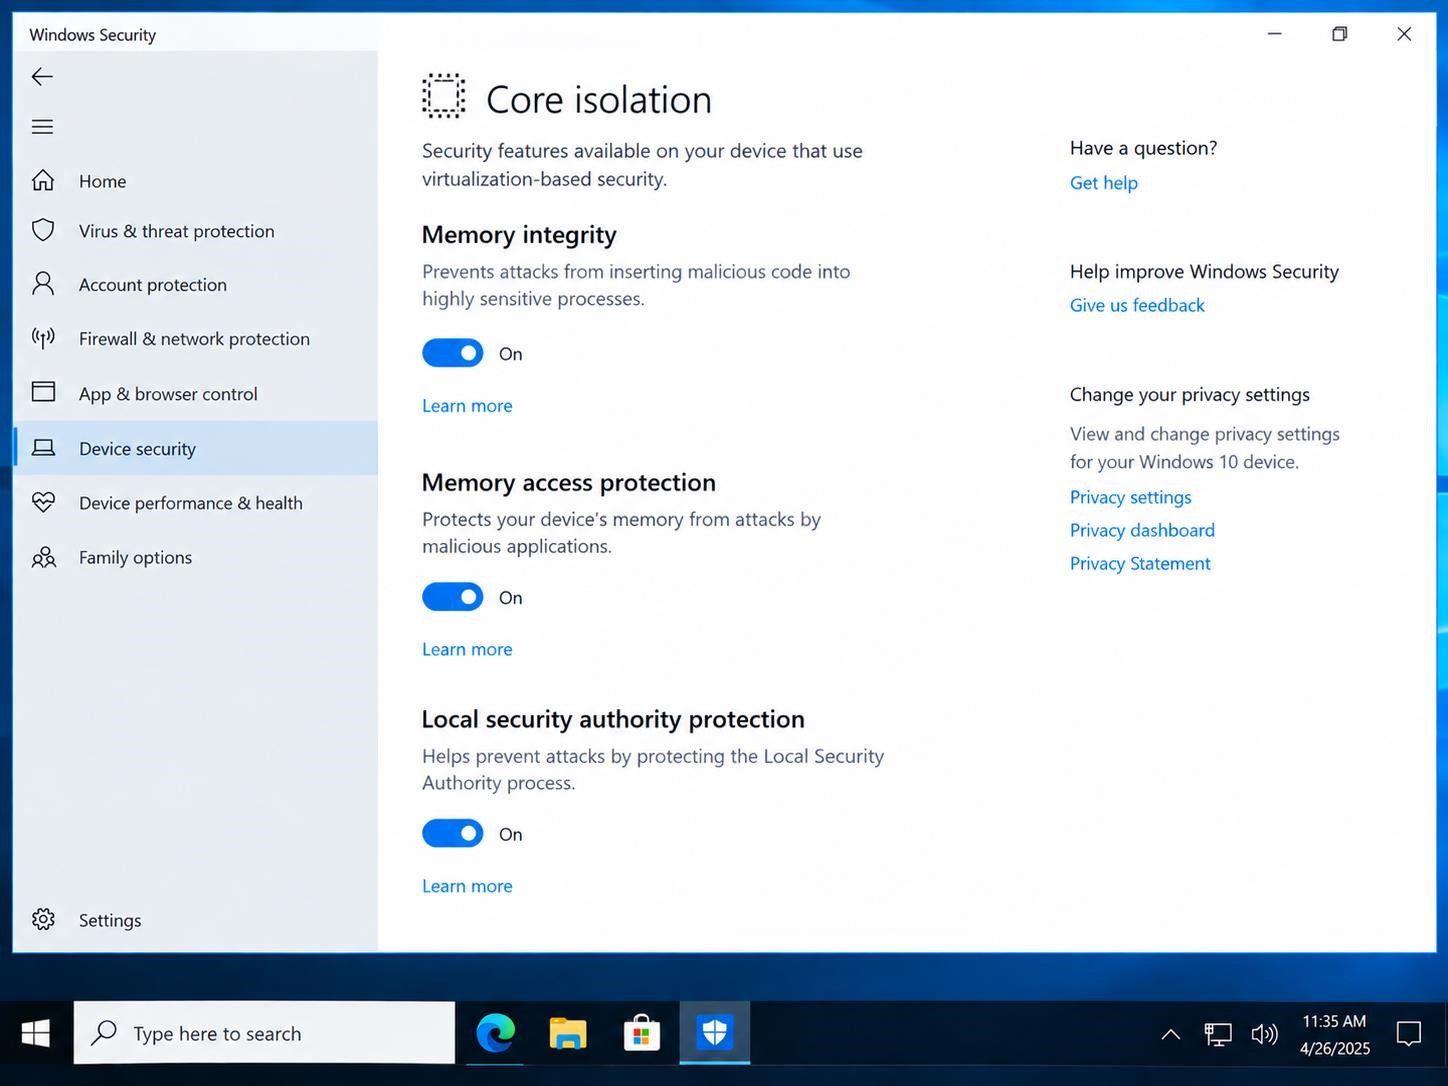 Windows Security
Home
Virus & threat protection
Account protection
Firewall & network protection
App & browser control
Device security
Device performance & health
Family options
Settings
Core isolation
Security features available on your device that use
virtualization-based security.
Memory integrity
Prevents attacks from inserting malicious code into
highly sensitive processes.
On
Learn more
Memory access protection
Protects your device's memory from attacks by
malicious applications.
On
Learn more
Local security authority protection
Helps prevent attacks by protecting the Local Security
Authority process.
On
Learn more
Have a question?
Get help
Help improve Windows Security
Give us feedback
Change your privacy settings
View and change privacy settings
for your Windows 10 device.
Privacy settings
Privacy dashboard
Privacy Statement
Type here to search
11:35 AM
4/26/2025